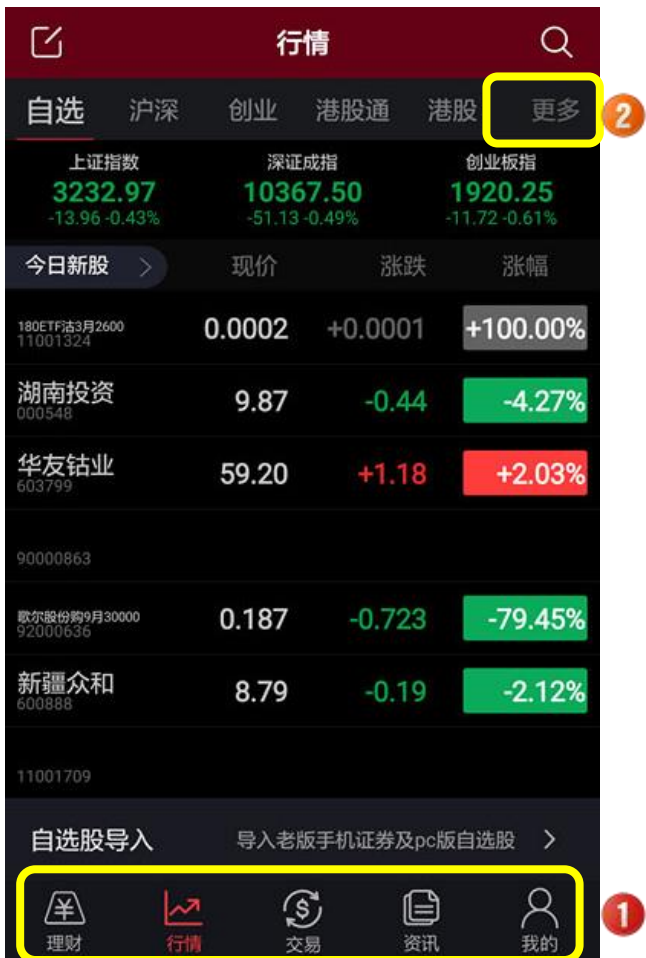 行情
自选 沪深 创业 港股通 港股 更多 2
上证指数 深证成指 创业板指
3232.97 10367.50 1920.25
-13.96 -0.43% -51.13 -0.49% -11.72 -0.61%
今日新股 > 现价 涨跌 涨幅
180ETF沽3月2600 0.0002 +0.0001 +100.00%
11001324
湖南投资 9.87 -0.44 -4.27%
000548
华友钴业 59.20 +1.18 +2.03%
603799
90000863
歌尔股份购9月30000 0.187 -0.723 -79.45%
92000636
新疆众和 8.79 -0.19 -2.12%
600888
11001709
自选股导入 导入老版手机证券及pc版自选股 >
理财 行情 交易 资讯 我的 1